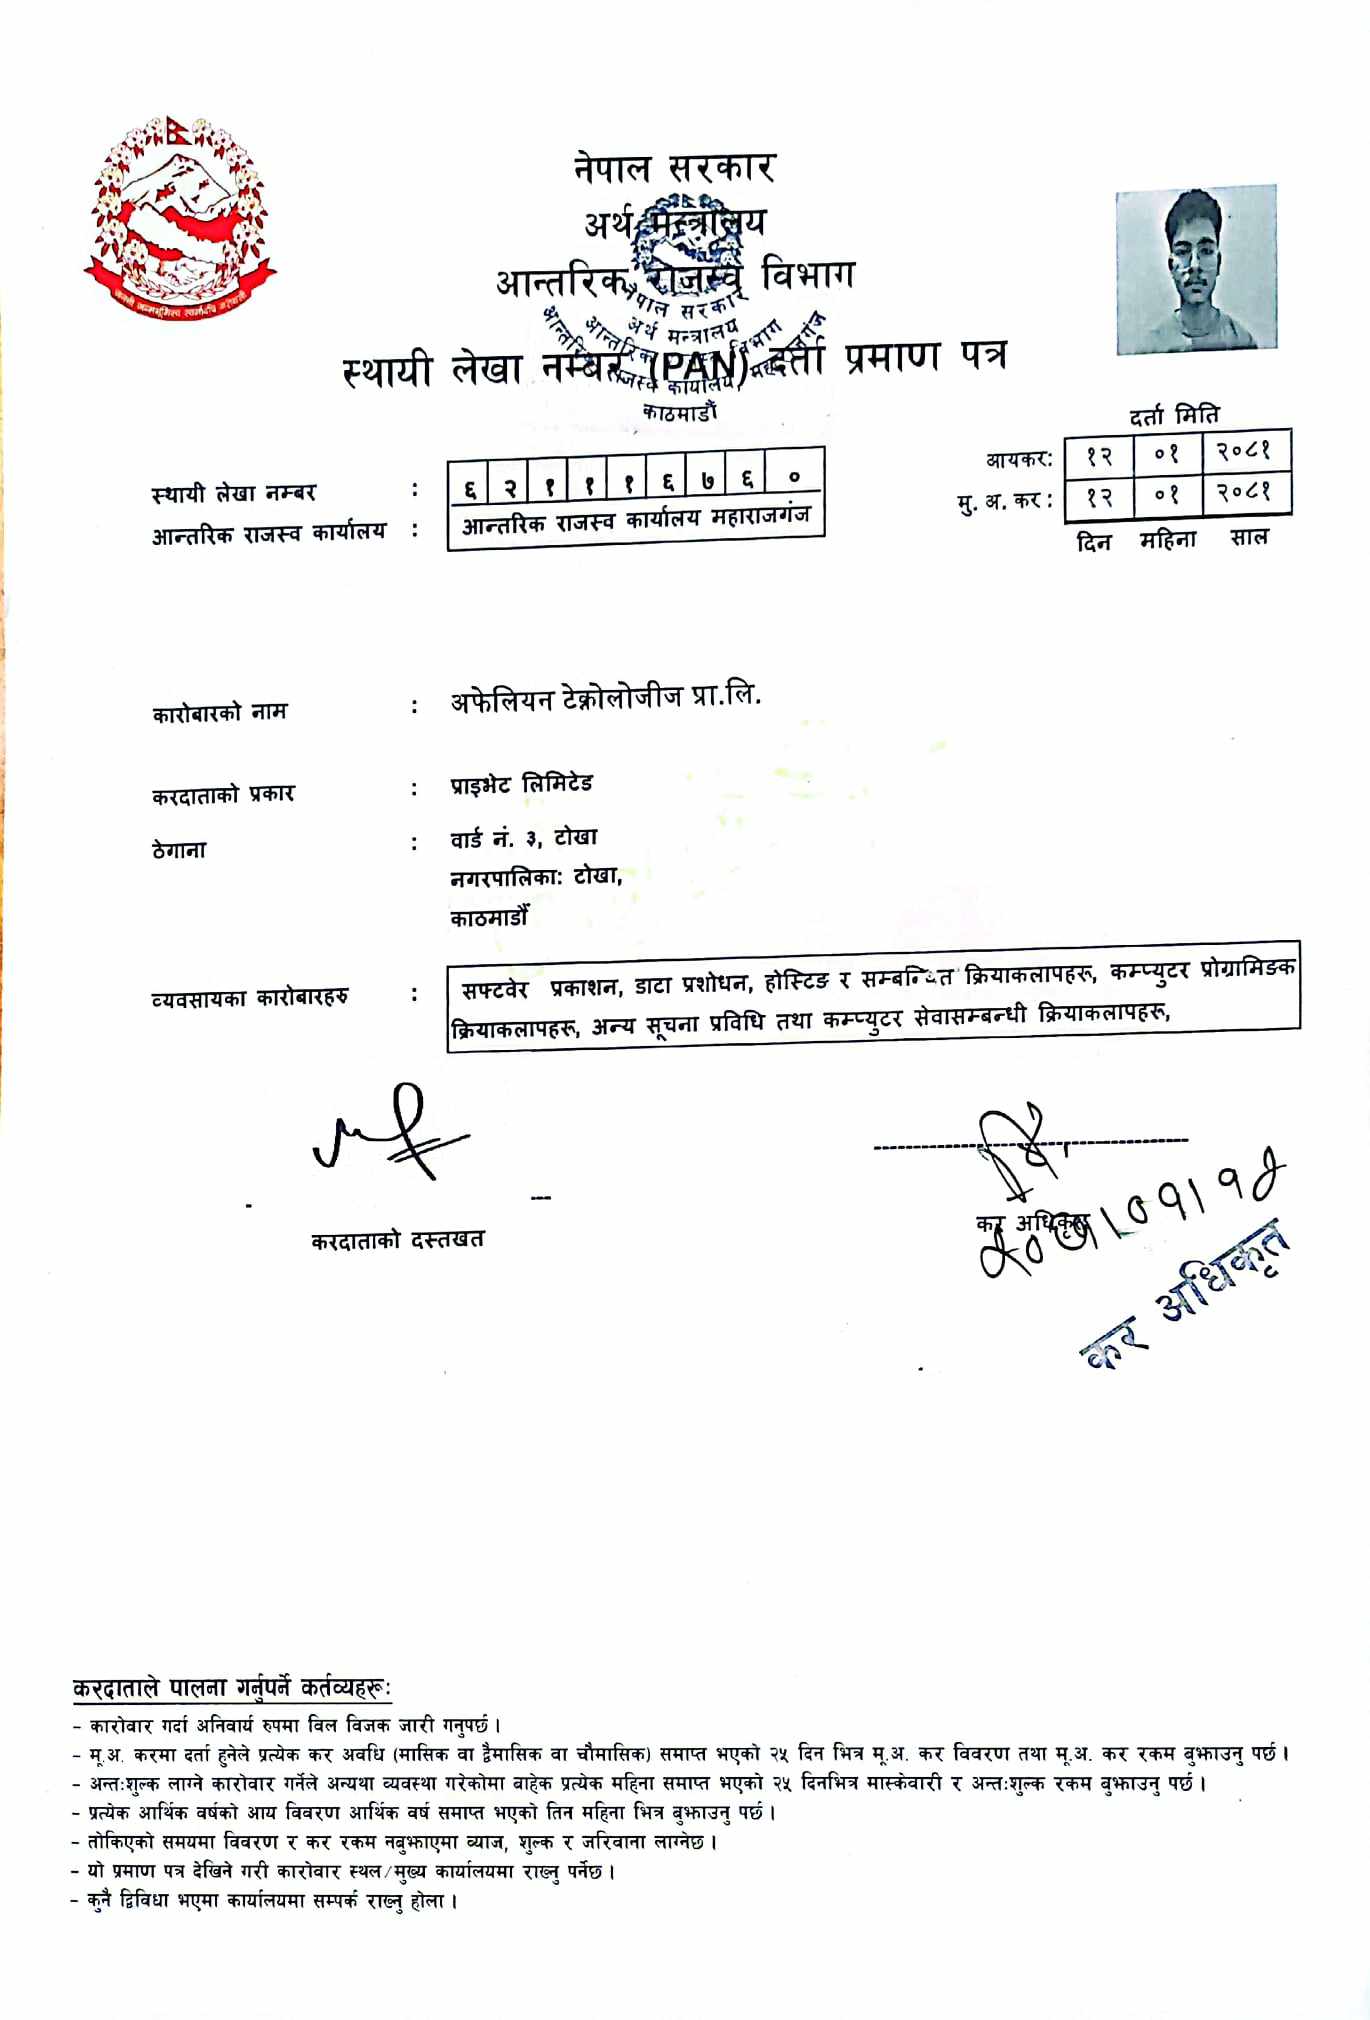 नेपाल सरकार
अर्थ मन्त्रालय
आन्तरिक राजस्व विभाग
नेपाल सरकार
अर्थ मन्त्रालय
आन्तरिक राजस्व विभाग
आन्तरिक राजस्व कार्यालय, महाराजगंज
काठमाडौं
स्थायी लेखा नम्बर (PAN) दर्ता प्रमाण पत्र
दर्ता मिति
आयकर: १२ ०१ २०८१
मु. अ. कर : १२ ०१ २०८१
दिन महिना साल
स्थायी लेखा नम्बर : ६ २ १ १ १ ६ ७ ६ ०
आन्तरिक राजस्व कार्यालय : आन्तरिक राजस्व कार्यालय महाराजगंज
कारोबारको नाम : अफेलियन टेक्नोलोजीज प्रा.लि.
करदाताको प्रकार : प्राइभेट लिमिटेड
ठेगाना : वार्ड नं. ३, टोखा
नगरपालिका: टोखा,
काठमाडौँ
व्यवसायका कारोबारहरु : सफ्टवेर प्रकाशन, डाटा प्रशोधन, होस्टिङ र सम्बन्धित क्रियाकलापहरू, कम्प्युटर प्रोग्रामिङक
क्रियाकलापहरू, अन्य सूचना प्रविधि तथा कम्प्युटर सेवासम्बन्धी क्रियाकलापहरू,
करदाताको दस्तखत
कर अधिकृत
कर अधिकृत
करदाताले पालना गर्नुपर्ने कर्तव्यहरू:
- कारोवार गर्दा अनिवार्य रुपमा विल विजक जारी गनुपर्छ ।
- मू.अ. करमा दर्ता हुनेले प्रत्येक कर अवधि (मासिक वा द्वैमासिक वा चौमासिक) समाप्त भएको २५ दिन भित्र मू.अ. कर विवरण तथा मू.अ. कर रकम बुझाउनु पर्छ ।
- अन्तःशुल्क लाग्ने कारोवार गर्नेले अन्यथा व्यवस्था गरेकोमा वाहेक प्रत्येक महिना समाप्त भएको २५ दिनभित्र मास्केवारी र अन्तःशुल्क रकम बुझाउनु पर्छ ।
- प्रत्येक आर्थिक वर्षको आय विवरण आर्थिक वर्ष समाप्त भएको तिन महिना भित्र बुझाउनु पर्छ ।
- तोकिएको समयमा विवरण र कर रकम नबुझाएमा व्याज, शुल्क र जरिवाना लाग्नेछ ।
- यो प्रमाण पत्र देखिने गरी कारोवार स्थल/मुख्य कार्यालयमा राख्नु पर्नेछ ।
- कुनै द्विविधा भएमा कार्यालयमा सम्पर्क राख्नु होला ।